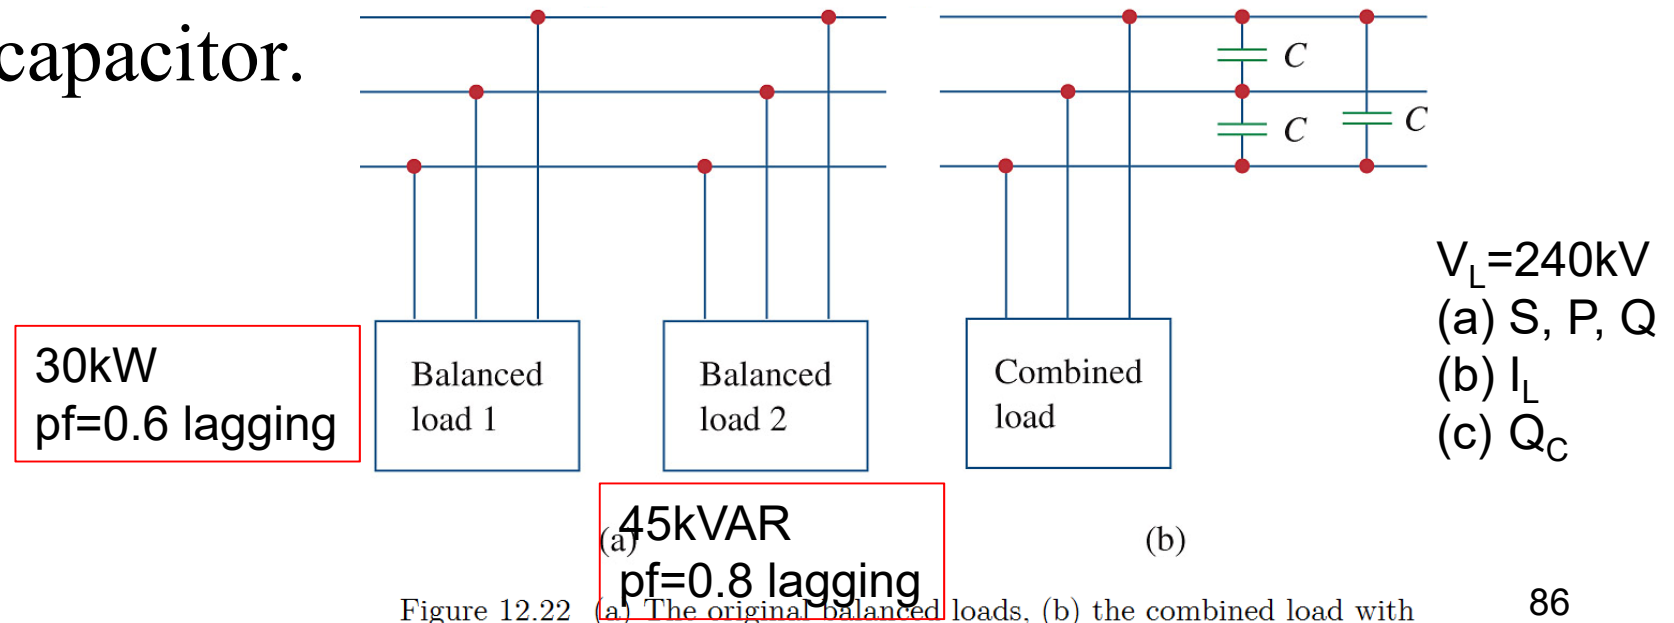 capacitor.
C
C
C
V_L=240kV
(a) S, P, Q
(b) I_L
(c) Q_C
30kW
pf=0.6 lagging
Balanced
load 1
Balanced
load 2
Combined
load
45kVAR
pf=0.8 lagging
(a)
(b)
Figure 12.22 (a) The original balanced loads, (b) the combined load with
86